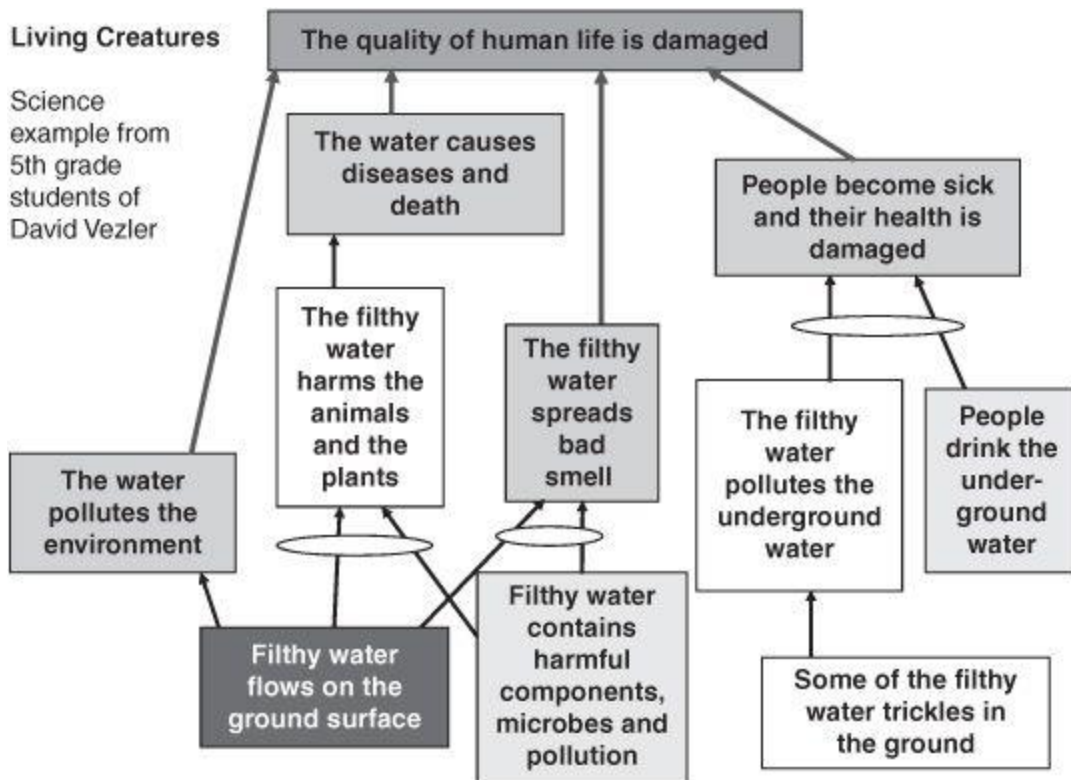 Living Creatures
Science
example from
5th grade
students of
David Vezler
The quality of human life is damaged
The water causes
diseases and
death
People become sick
and their health is
damaged
The filthy
water
harms the
animals
and the
plants
The filthy
water
spreads
bad
smell
The filthy
water
pollutes the
underground
water
People
drink the
under-
ground
water
The water
pollutes the
environment
Filthy water
flows on the
ground surface
Filthy water
contains
harmful
components,
microbes and
pollution
Some of the filthy
water trickles in
the ground